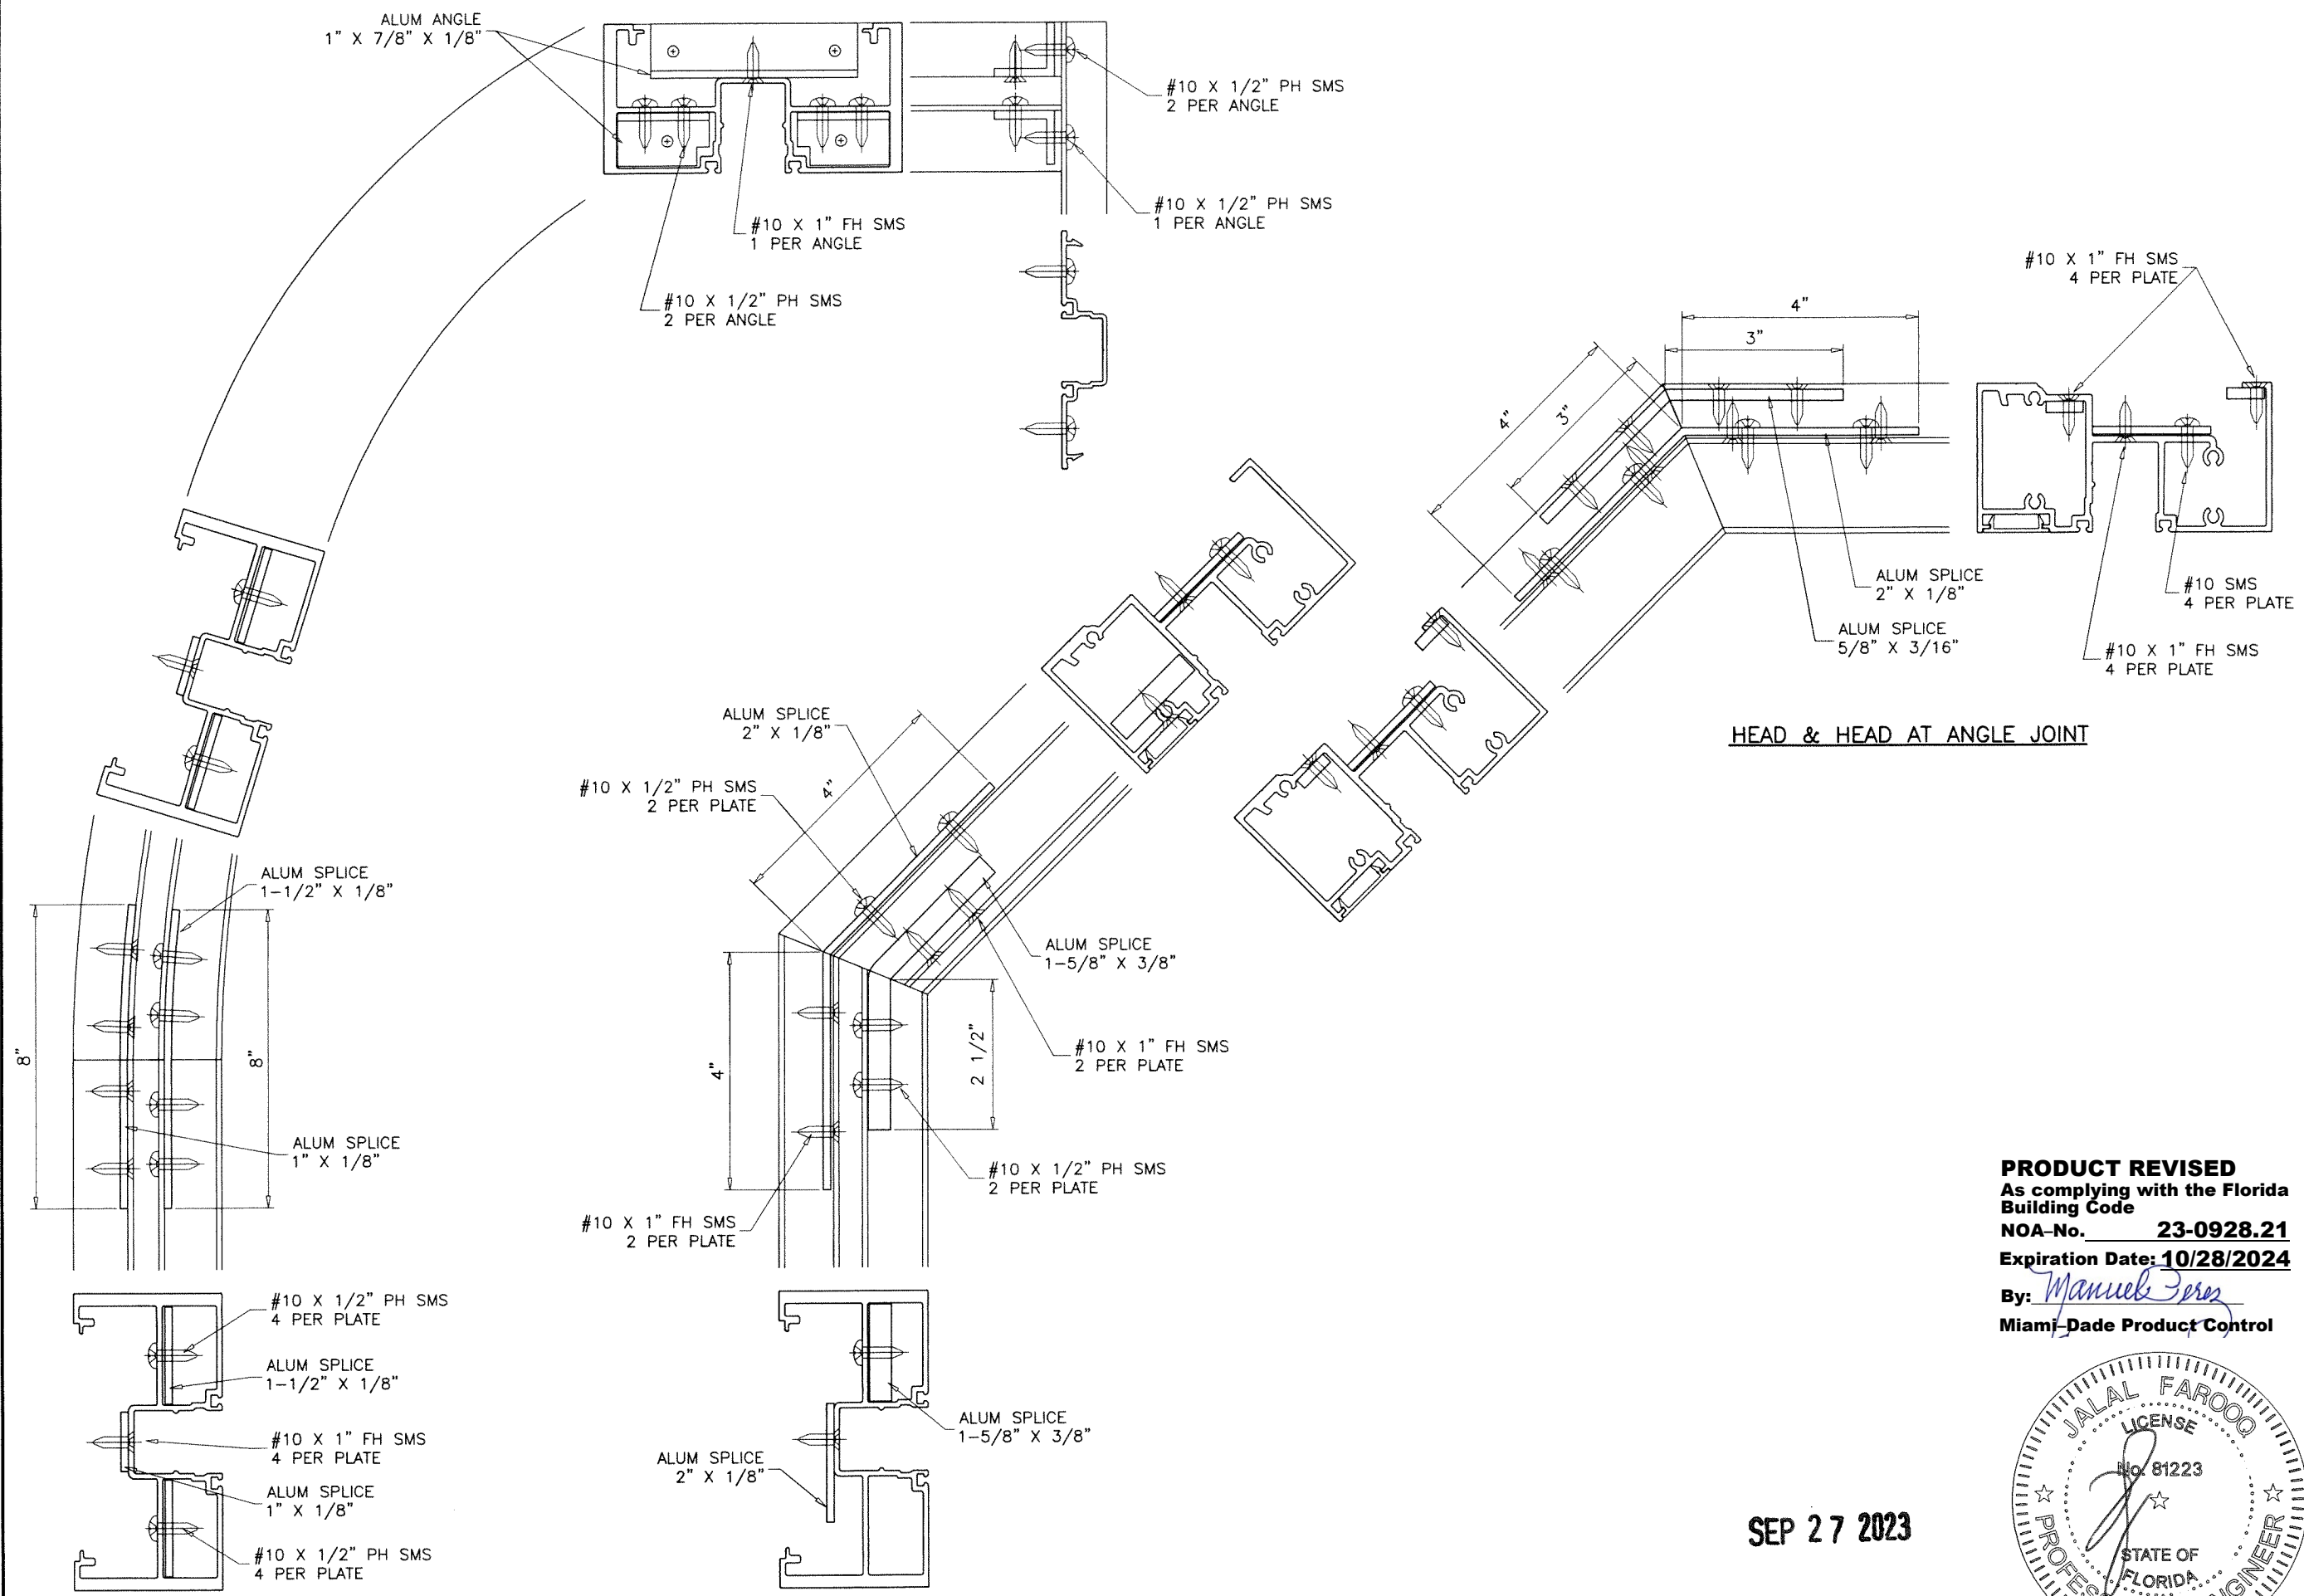 ALUM ANGLE
1" X 7/8" X 1/8"
#10 X 1/2" PH SMS
2 PER ANGLE
#10 X 1/2" PH SMS
1 PER ANGLE
#10 X 1" FH SMS
1 PER ANGLE
#10 X 1/2" PH SMS
2 PER ANGLE
#10 X 1" FH SMS
4 PER PLATE
4"
3"
4"
3"
ALUM SPLICE
2" X 1/8"
ALUM SPLICE
5/8" X 3/16"
#10 SMS
4 PER PLATE
#10 X 1" FH SMS
4 PER PLATE
HEAD & HEAD AT ANGLE JOINT
ALUM SPLICE
2" X 1/8"
#10 X 1/2" PH SMS
2 PER PLATE
4"
ALUM SPLICE
1-5/8" X 3/8"
#10 X 1" FH SMS
2 PER PLATE
4"
2 1/2"
#10 X 1/2" PH SMS
2 PER PLATE
#10 X 1" FH SMS
2 PER PLATE
ALUM SPLICE
1-1/2" X 1/8"
8"
8"
ALUM SPLICE
1" X 1/8"
#10 X 1/2" PH SMS
4 PER PLATE
ALUM SPLICE
1-1/2" X 1/8"
#10 X 1" FH SMS
4 PER PLATE
ALUM SPLICE
1" X 1/8"
#10 X 1/2" PH SMS
4 PER PLATE
ALUM SPLICE
1-5/8" X 3/8"
ALUM SPLICE
2" X 1/8"
PRODUCT REVISED
As complying with the Florida
Building Code
NOA-No. 23-0928.21
Expiration Date: 10/28/2024
By: Manuel Perez
Miami-Dade Product Control
SEP 27 2023
JALAL FAROOQ
LICENSE
No. 81223
STATE OF
FLORIDA